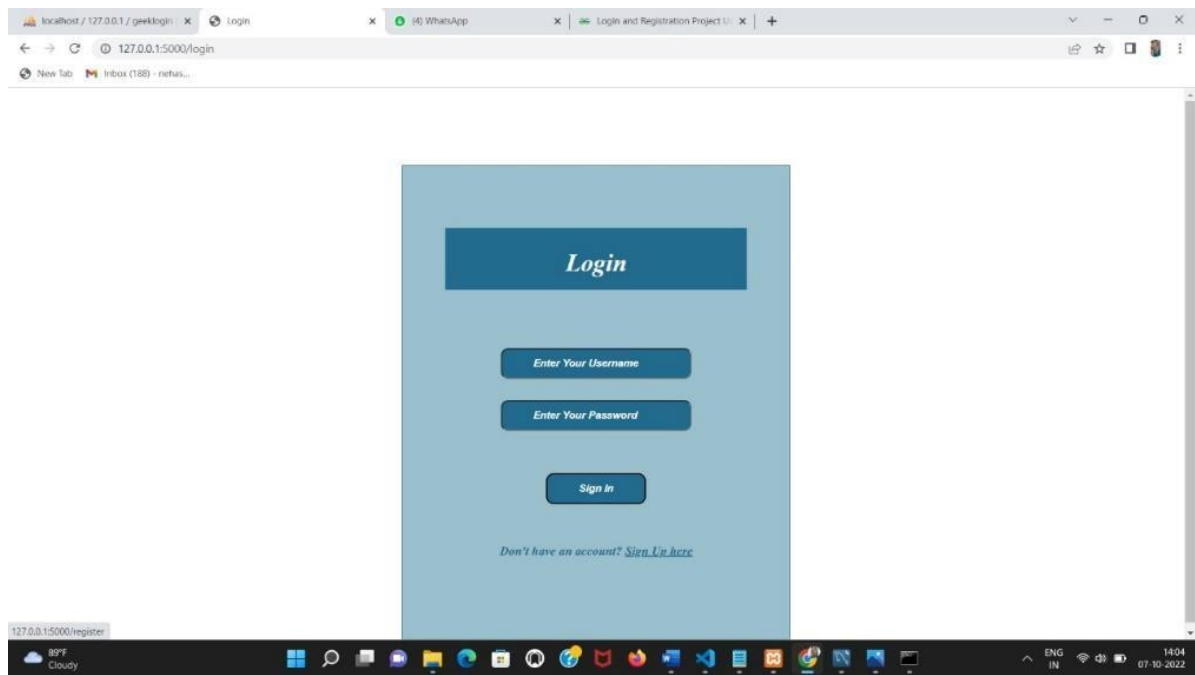 localhost / 127.0.0.1 / geeklogin
Login
(4) WhatsApp
Login and Registration Project U
127.0.0.1:5000/login
New Tab
Inbox (188) - nehas...
Login
Enter Your Username
Enter Your Password
Sign In
Don't have an account? Sign Up here
127.0.0.1:5000/register
89°F
Cloudy
ENG
IN
14:04
07-10-2022